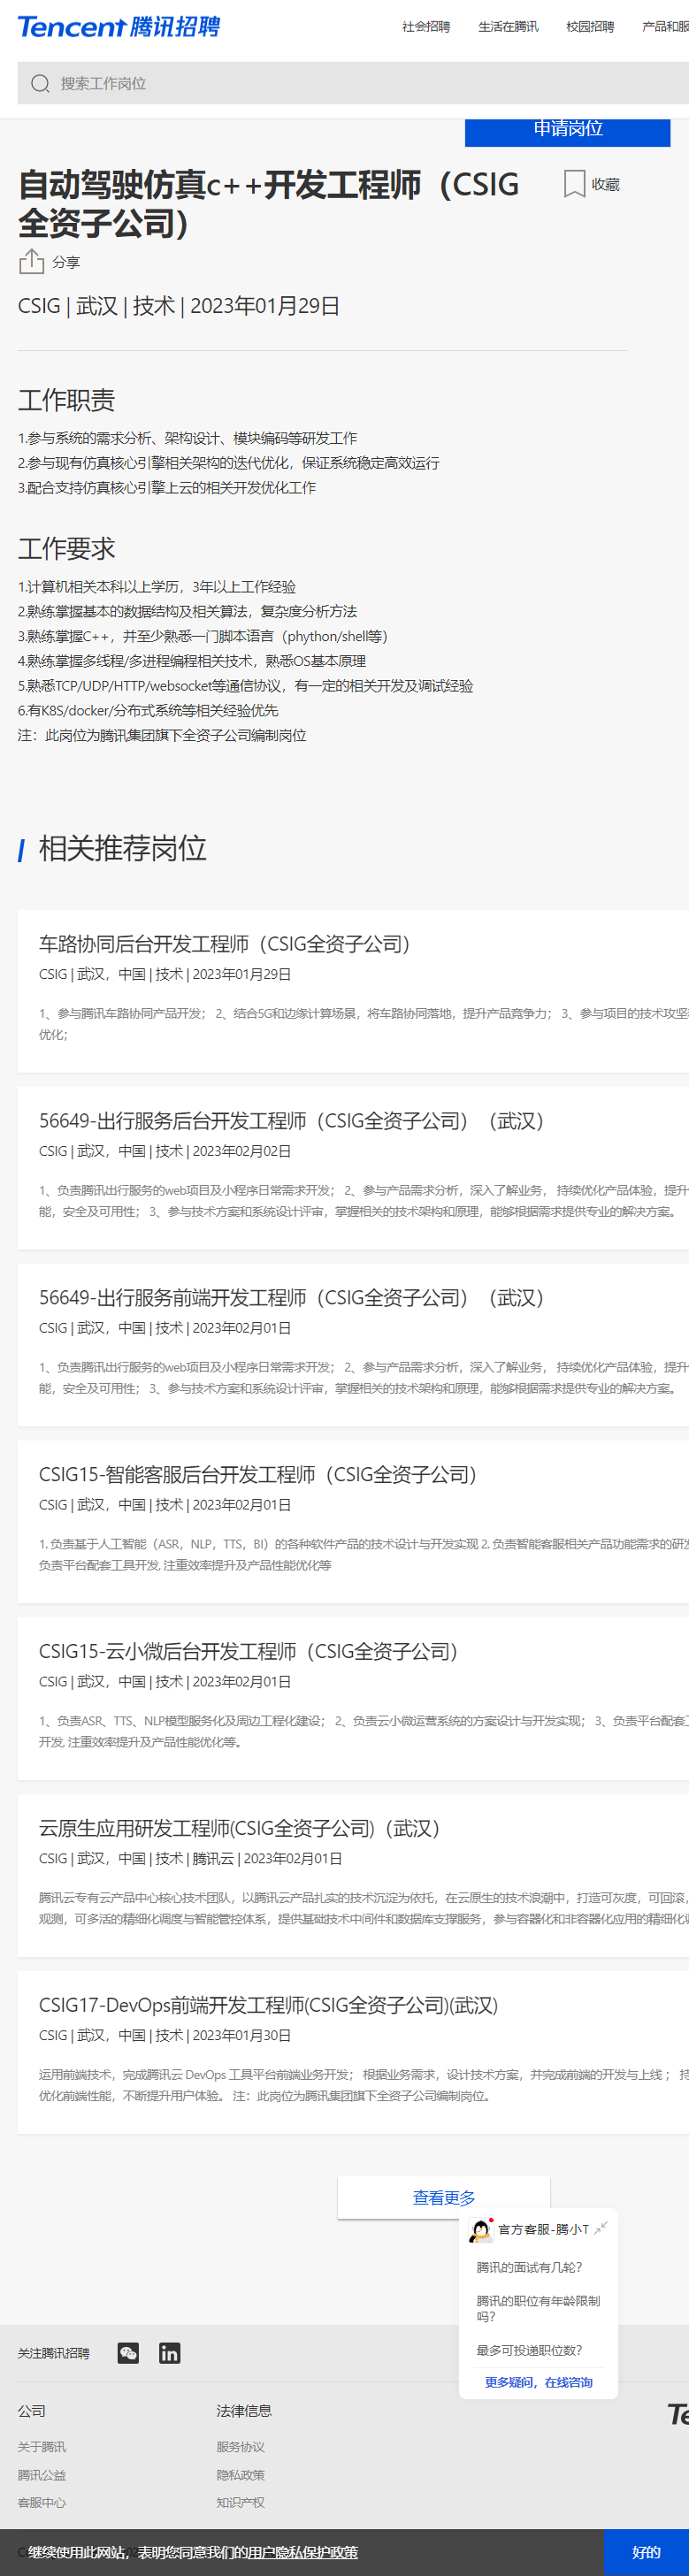 Tencent 腾讯招聘
社会招聘 生活在腾讯 校园招聘 产品和服
搜索工作岗位
申请岗位
自动驾驶仿真c++开发工程师（CSIG
全资子公司）
收藏
分享
CSIG | 武汉 | 技术 | 2023年01月29日
工作职责
1.参与系统的需求分析、架构设计、模块编码等研发工作
2.参与现有仿真核心引擎相关架构的迭代优化，保证系统稳定高效运行
3.配合支持仿真核心引擎上云的相关开发优化工作
工作要求
1.计算机相关本科以上学历，3年以上工作经验
2.熟练掌握基本的数据结构及相关算法，复杂度分析方法
3.熟练掌握C++，并至少熟悉一门脚本语言（phython/shell等）
4.熟练掌握多线程/多进程编程相关技术，熟悉OS基本原理
5.熟悉TCP/UDP/HTTP/websocket等通信协议，有一定的相关开发及调试经验
6.有K8S/docker/分布式系统等相关经验优先
注：此岗位为腾讯集团旗下全资子公司编制岗位
相关推荐岗位
车路协同后台开发工程师（CSIG全资子公司）
CSIG | 武汉，中国 | 技术 | 2023年01月29日
1、参与腾讯车路协同产品开发； 2、结合5G和边缘计算场景，将车路协同落地，提升产品竞争力； 3、参与项目的技术攻坚
优化；
56649-出行服务后台开发工程师（CSIG全资子公司）（武汉）
CSIG | 武汉，中国 | 技术 | 2023年02月02日
1、负责腾讯出行服务的web项目及小程序日常需求开发； 2、参与产品需求分析，深入了解业务， 持续优化产品体验，提升
能，安全及可用性； 3、参与技术方案和系统设计评审，掌握相关的技术架构和原理，能够根据需求提供专业的解决方案。
56649-出行服务前端开发工程师（CSIG全资子公司）（武汉）
CSIG | 武汉，中国 | 技术 | 2023年02月01日
1、负责腾讯出行服务的web项目及小程序日常需求开发； 2、参与产品需求分析，深入了解业务， 持续优化产品体验，提升
能，安全及可用性； 3、参与技术方案和系统设计评审，掌握相关的技术架构和原理，能够根据需求提供专业的解决方案。
CSIG15-智能客服后台开发工程师（CSIG全资子公司）
CSIG | 武汉，中国 | 技术 | 2023年02月01日
1. 负责基于人工智能（ASR，NLP，TTS，BI）的各种软件产品的技术设计与开发实现 2. 负责智能客服相关产品功能需求的研发
负责平台配套工具开发, 注重效率提升及产品性能优化等
CSIG15-云小微后台开发工程师（CSIG全资子公司）
CSIG | 武汉，中国 | 技术 | 2023年02月01日
1、负责ASR、TTS、NLP模型服务化及周边工程化建设； 2、负责云小微运营系统的方案设计与开发实现； 3、负责平台配套工
开发, 注重效率提升及产品性能优化等。
云原生应用研发工程师(CSIG全资子公司)（武汉）
CSIG | 武汉，中国 | 技术 | 腾讯云 | 2023年02月01日
腾讯云专有云产品中心核心技术团队，以腾讯云产品扎实的技术沉淀为依托，在云原生的技术浪潮中，打造可灰度，可回滚，
观测，可多活的精细化调度与智能管控体系，提供基础技术中间件和数据库支撑服务，参与容器化和非容器化应用的精细化调
CSIG17-DevOps前端开发工程师(CSIG全资子公司)(武汉)
CSIG | 武汉，中国 | 技术 | 2023年01月30日
运用前端技术，完成腾讯云 DevOps 工具平台前端业务开发； 根据业务需求，设计技术方案，并完成前端的开发与上线 ； 持
优化前端性能，不断提升用户体验。 注：此岗位为腾讯集团旗下全资子公司编制岗位。
查看更多
官方客服-腾小T
腾讯的面试有几轮？
腾讯的职位有年龄限制
吗？
最多可投递职位数？
更多疑问，在线咨询
关注腾讯招聘
公司 法律信息
Te
关于腾讯 服务协议
腾讯公益 隐私政策
客服中心 知识产权
继续使用此网站，表明您同意我们的用户隐私保护政策
好的